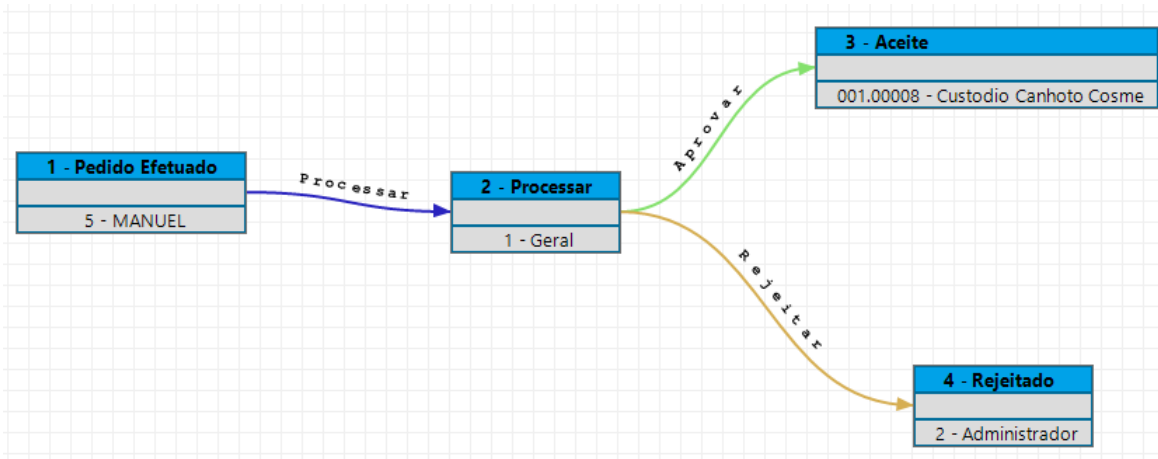 1 - Pedido Efetuado
5 - MANUEL
Processar
2 - Processar
1 - Geral
Aprovar
3 - Aceite
001.00008 - Custodio Canhoto Cosme
Rejeitar
4 - Rejeitado
2 - Administrador